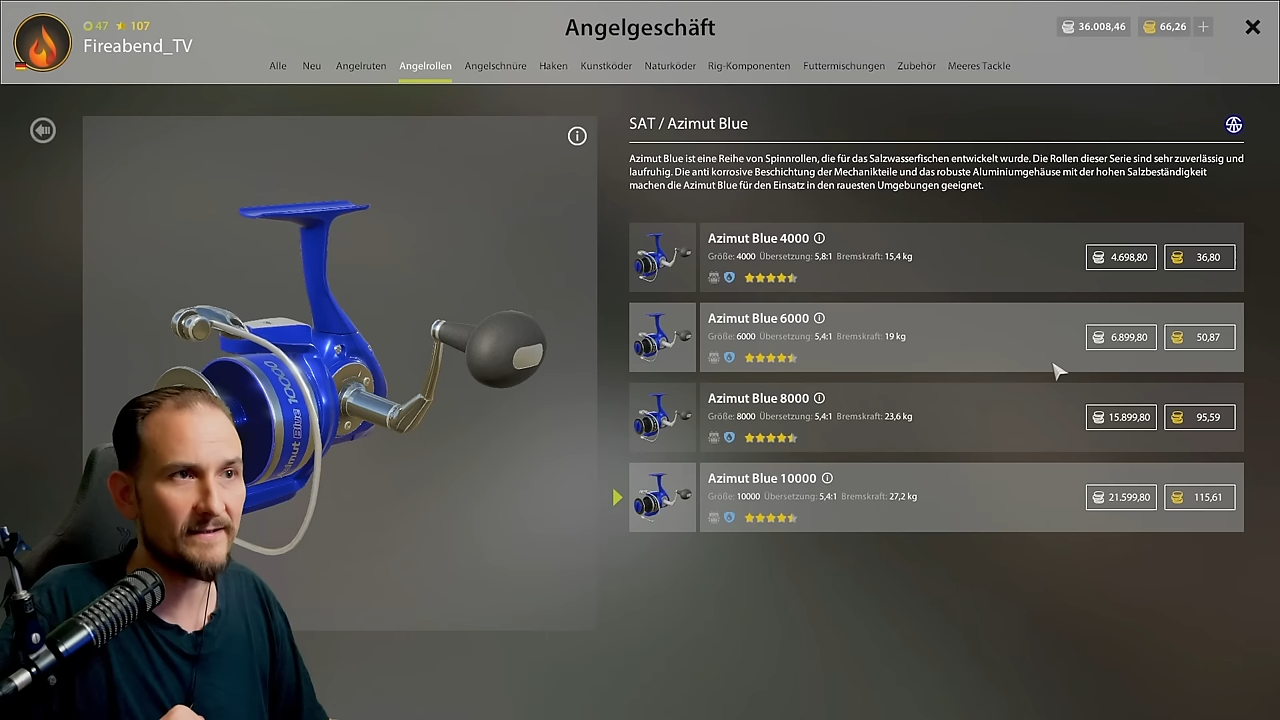 47 107
Fireabend_TV
Angelgeschäft
36.008,46 66,26 +
Alle Neu Angelruten Angelrollen Angelschnüre Haken Kunstköder Naturköder Rig-Komponenten Futtermischungen Zubehör Meeres Tackle
SAT / Azimut Blue
Azimut Blue ist eine Reihe von Spinnrollen, die für das Salzwasserfischen entwickelt wurde. Die Rollen dieser Serie sind sehr zuverlässig und
laufruhig. Die anti korrosive Beschichtung der Mechanikteile und das robuste Aluminiumgehäuse mit der hohen Salzbeständigkeit
machen die Azimut Blue für den Einsatz in den rauesten Umgebungen geeignet.
Azimut Blue 4000
Größe: 4000 Übersetzung: 5,8:1 Bremskraft: 15,4 kg
4.698,80 36,80
Azimut Blue 6000
Größe: 6000 Übersetzung: 5,4:1 Bremskraft: 19 kg
6.899,80 50,87
Azimut Blue 8000
Größe: 8000 Übersetzung: 5,4:1 Bremskraft: 23,6 kg
15.899,80 95,59
Azimut Blue 10000
Größe: 10000 Übersetzung: 5,4:1 Bremskraft: 27,2 kg
21.599,80 115,61
Azimut Blue 10000